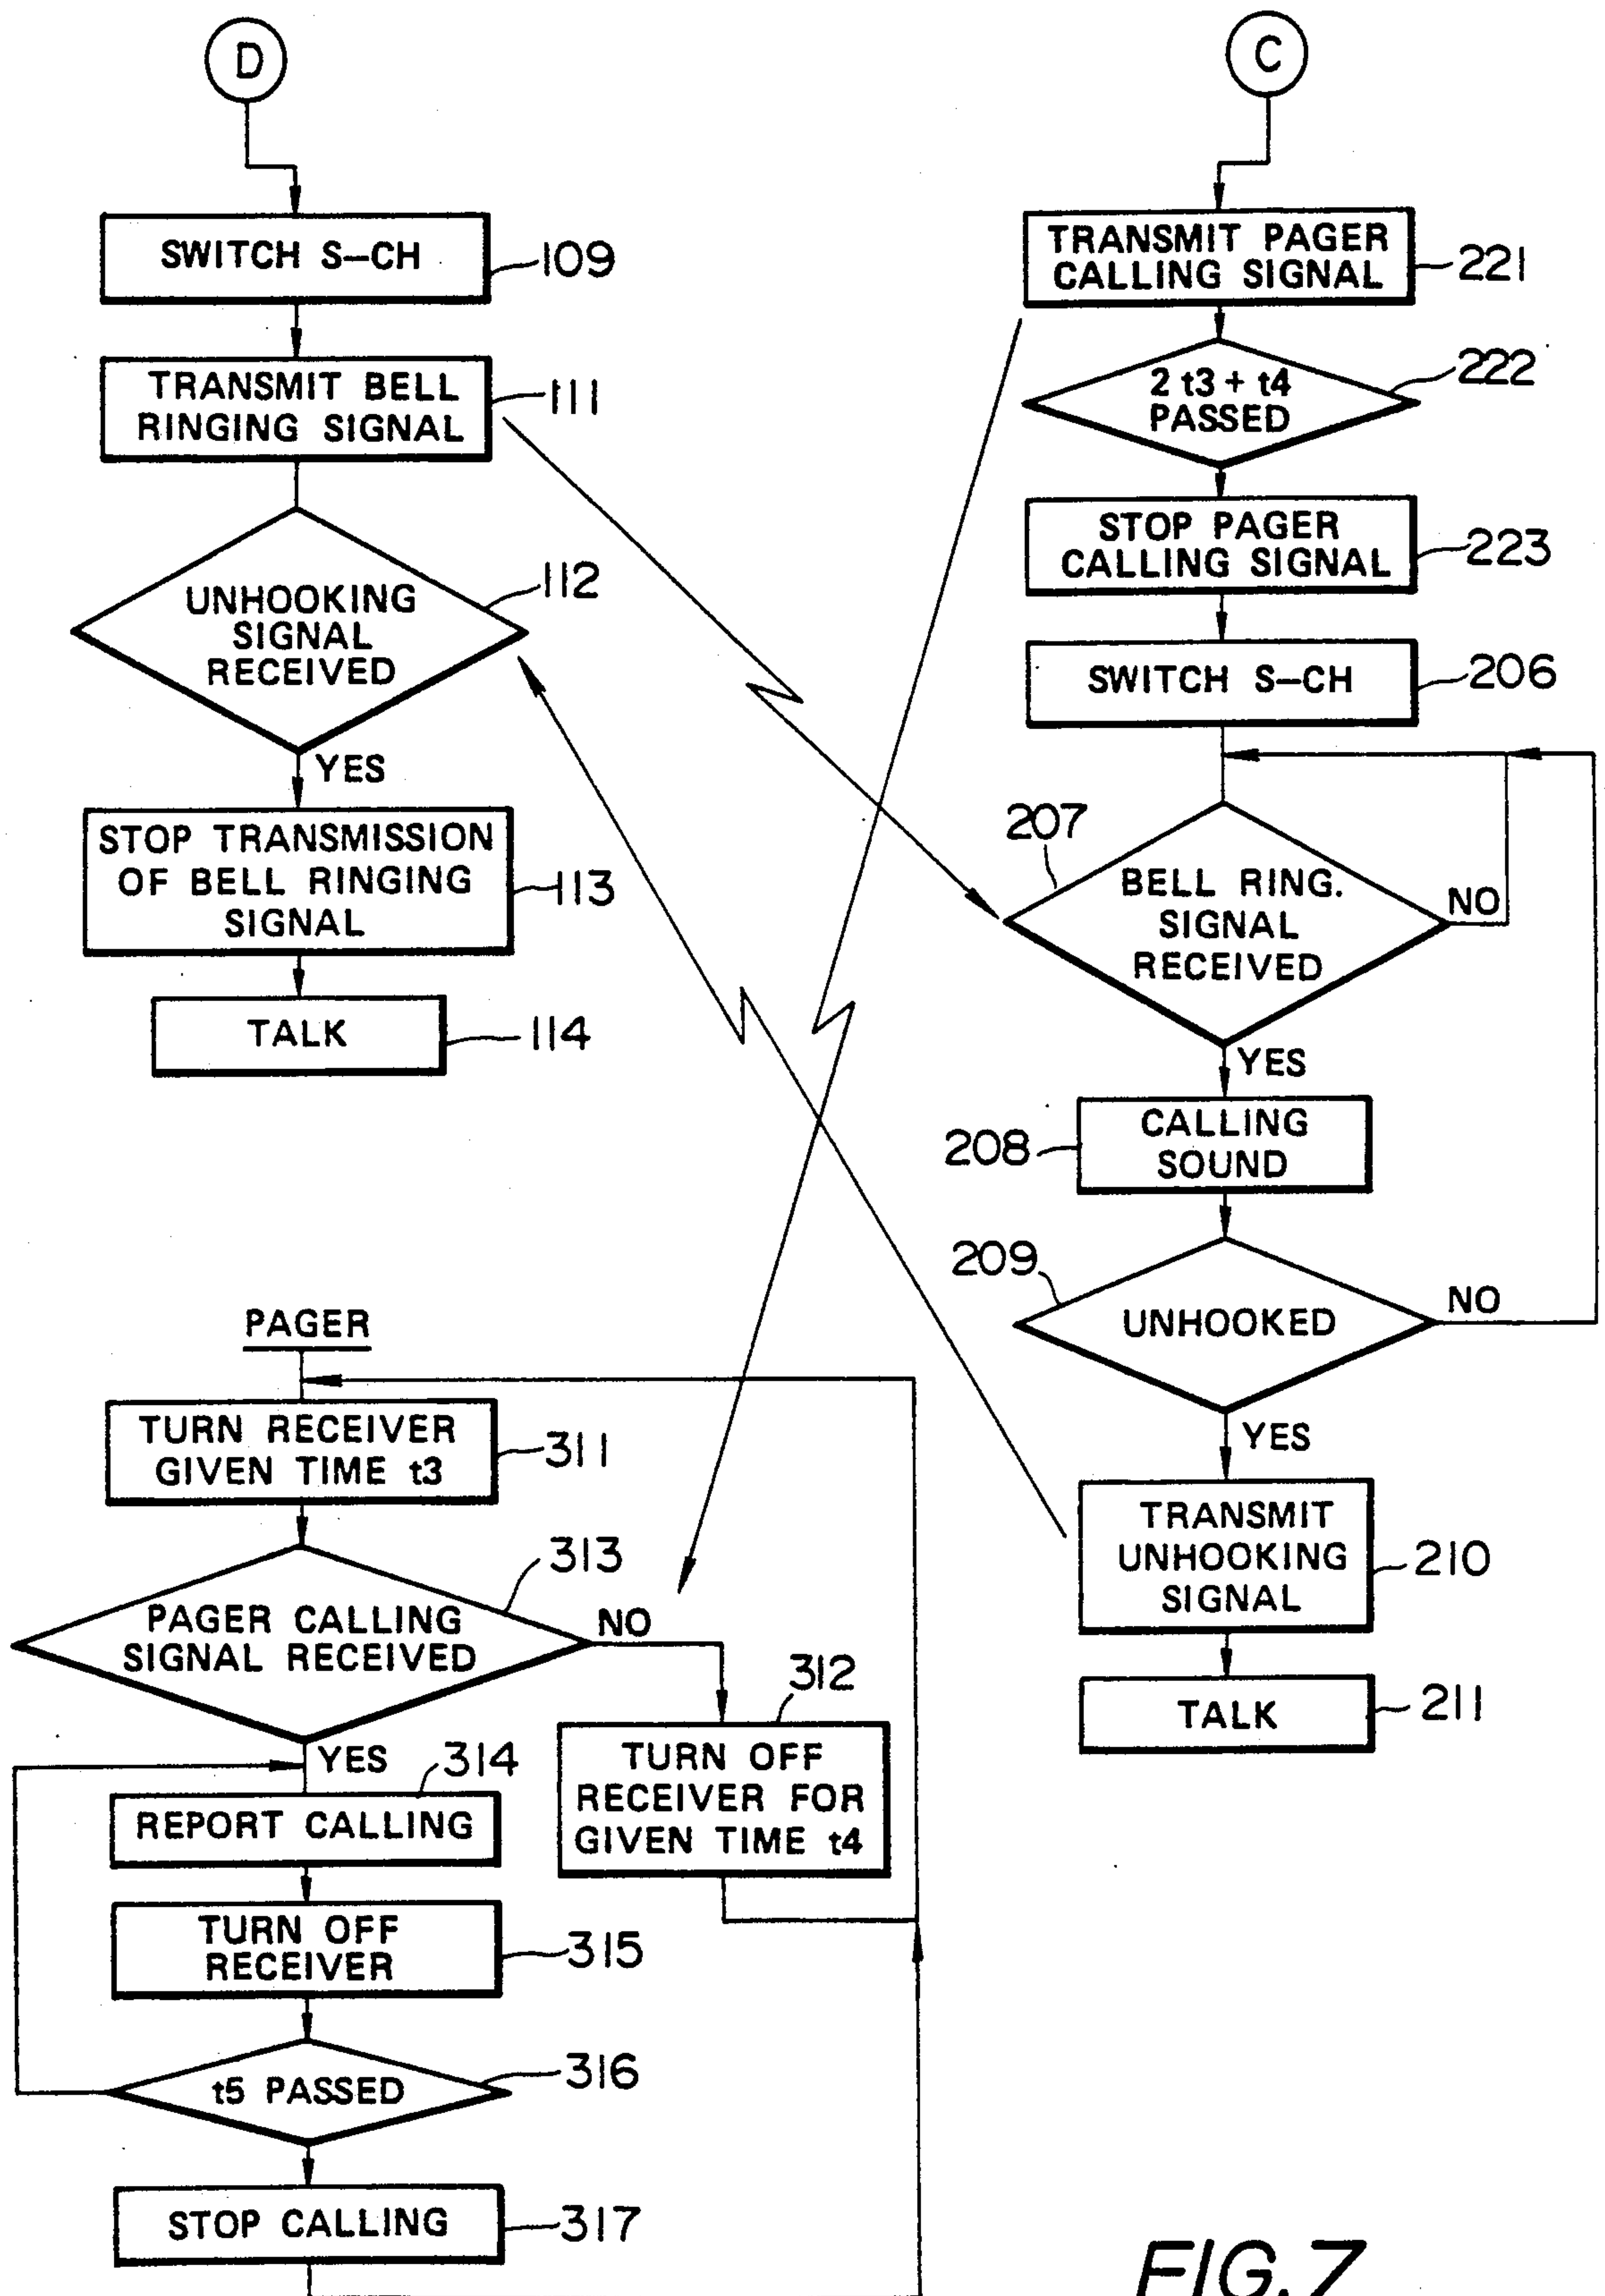 D
SWITCH S–CH
109
TRANSMIT BELL
RINGING SIGNAL
111
UNHOOKING
SIGNAL
RECEIVED
112
YES
STOP TRANSMISSION
OF BELL RINGING
SIGNAL
113
TALK
114
C
TRANSMIT PAGER
CALLING SIGNAL
221
2 t3 + t4
PASSED
222
STOP PAGER
CALLING SIGNAL
223
SWITCH S–CH
206
207
BELL RING.
SIGNAL
RECEIVED
NO
YES
208
CALLING
SOUND
209
UNHOOKED
NO
YES
TRANSMIT
UNHOOKING
SIGNAL
210
TALK
211
PAGER
TURN RECEIVER
GIVEN TIME t3
311
313
PAGER CALLING
SIGNAL RECEIVED
NO
312
TURN OFF
RECEIVER FOR
GIVEN TIME t4
YES
314
REPORT CALLING
TURN OFF
RECEIVER
315
t5 PASSED
316
STOP CALLING
317
FIG. 7